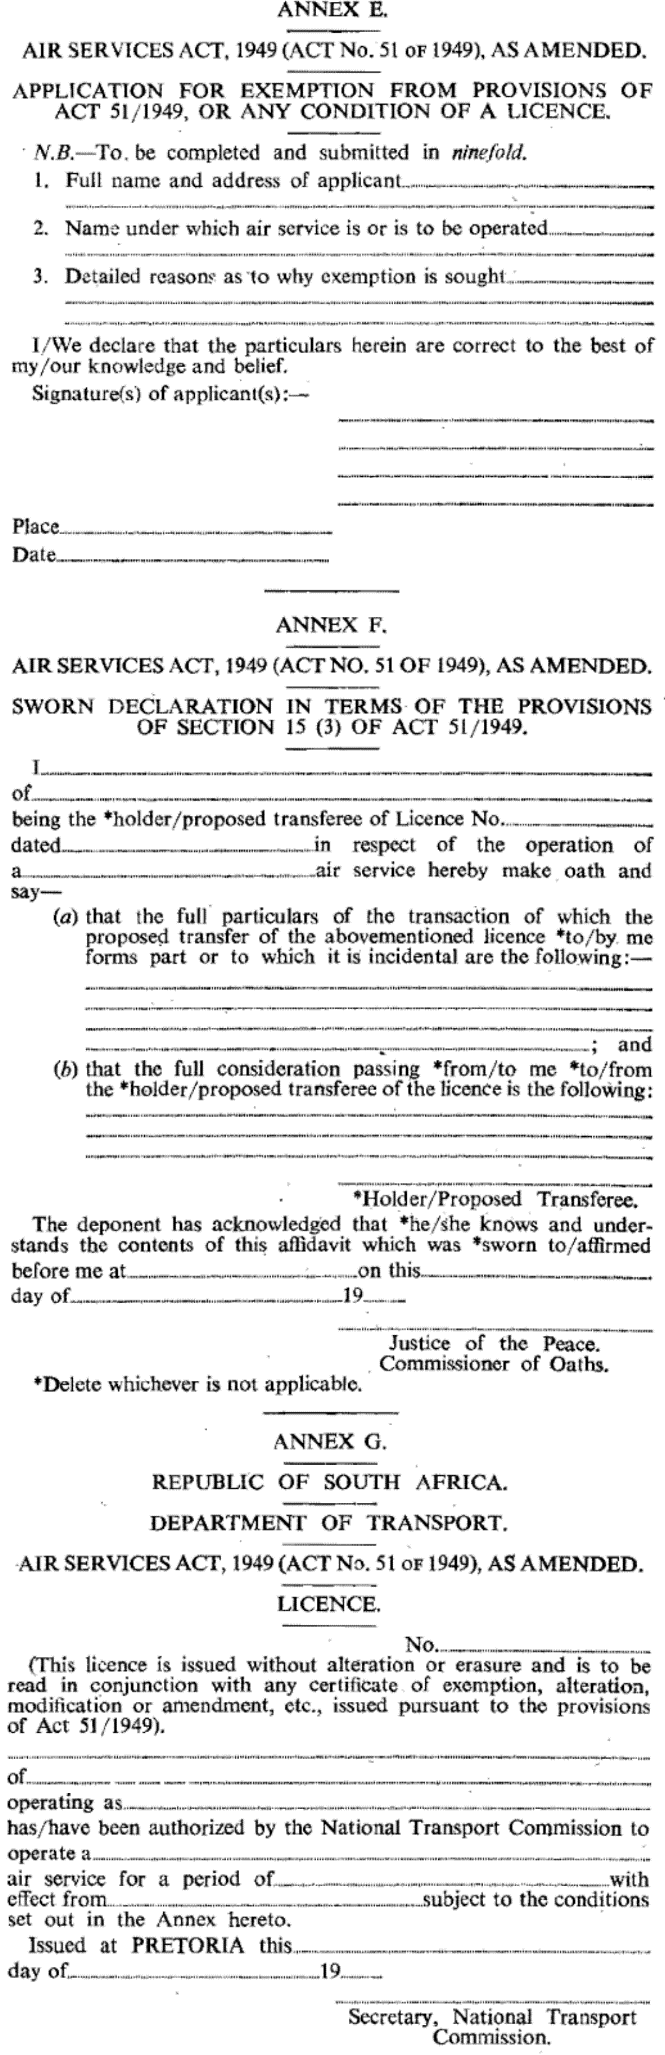 ANNEX E.
AIR SERVICES ACT, 1949 (ACT No. 51 OF 1949), AS AMENDED.
APPLICATION FOR EXEMPTION FROM PROVISIONS OF
ACT 51/1949, OR ANY CONDITION OF A LICENCE.
N.B.—To be completed and submitted in ninefold.
1. Full name and address of applicant
2. Name under which air service is or is to be operated
3. Detailed reasons as to why exemption is sought
I/We declare that the particulars herein are correct to the best of
my/our knowledge and belief.
Signature(s) of applicant(s):—
Place
Date
ANNEX F.
AIR SERVICES ACT, 1949 (ACT NO. 51 OF 1949), AS AMENDED.
SWORN DECLARATION IN TERMS OF THE PROVISIONS
OF SECTION 15 (3) OF ACT 51/1949.
I
of
being the *holder/proposed transferee of Licence No.
dated in respect of the operation of
a air service hereby make oath and
say—
(a) that the full particulars of the transaction of which the
proposed transfer of the abovementioned licence *to/by me
forms part or to which it is incidental are the following:—
; and
(b) that the full consideration passing *from/to me *to/from
the *holder/proposed transferee of the licence is the following:
*Holder/Proposed Transferee.
The deponent has acknowledged that *he/she knows and under-
stands the contents of this affidavit which was *sworn to/affirmed
before me at on this
day of 19
Justice of the Peace.
Commissioner of Oaths.
*Delete whichever is not applicable.
ANNEX G.
REPUBLIC OF SOUTH AFRICA.
DEPARTMENT OF TRANSPORT.
AIR SERVICES ACT, 1949 (ACT No. 51 OF 1949), AS AMENDED.
LICENCE.
No.
(This licence is issued without alteration or erasure and is to be
read in conjunction with any certificate of exemption, alteration,
modification or amendment, etc., issued pursuant to the provisions
of Act 51/1949).
of
operating as
has/have been authorized by the National Transport Commission to
operate a
air service for a period of with
effect from subject to the conditions
set out in the Annex hereto.
Issued at PRETORIA this
day of 19
Secretary, National Transport
Commission.